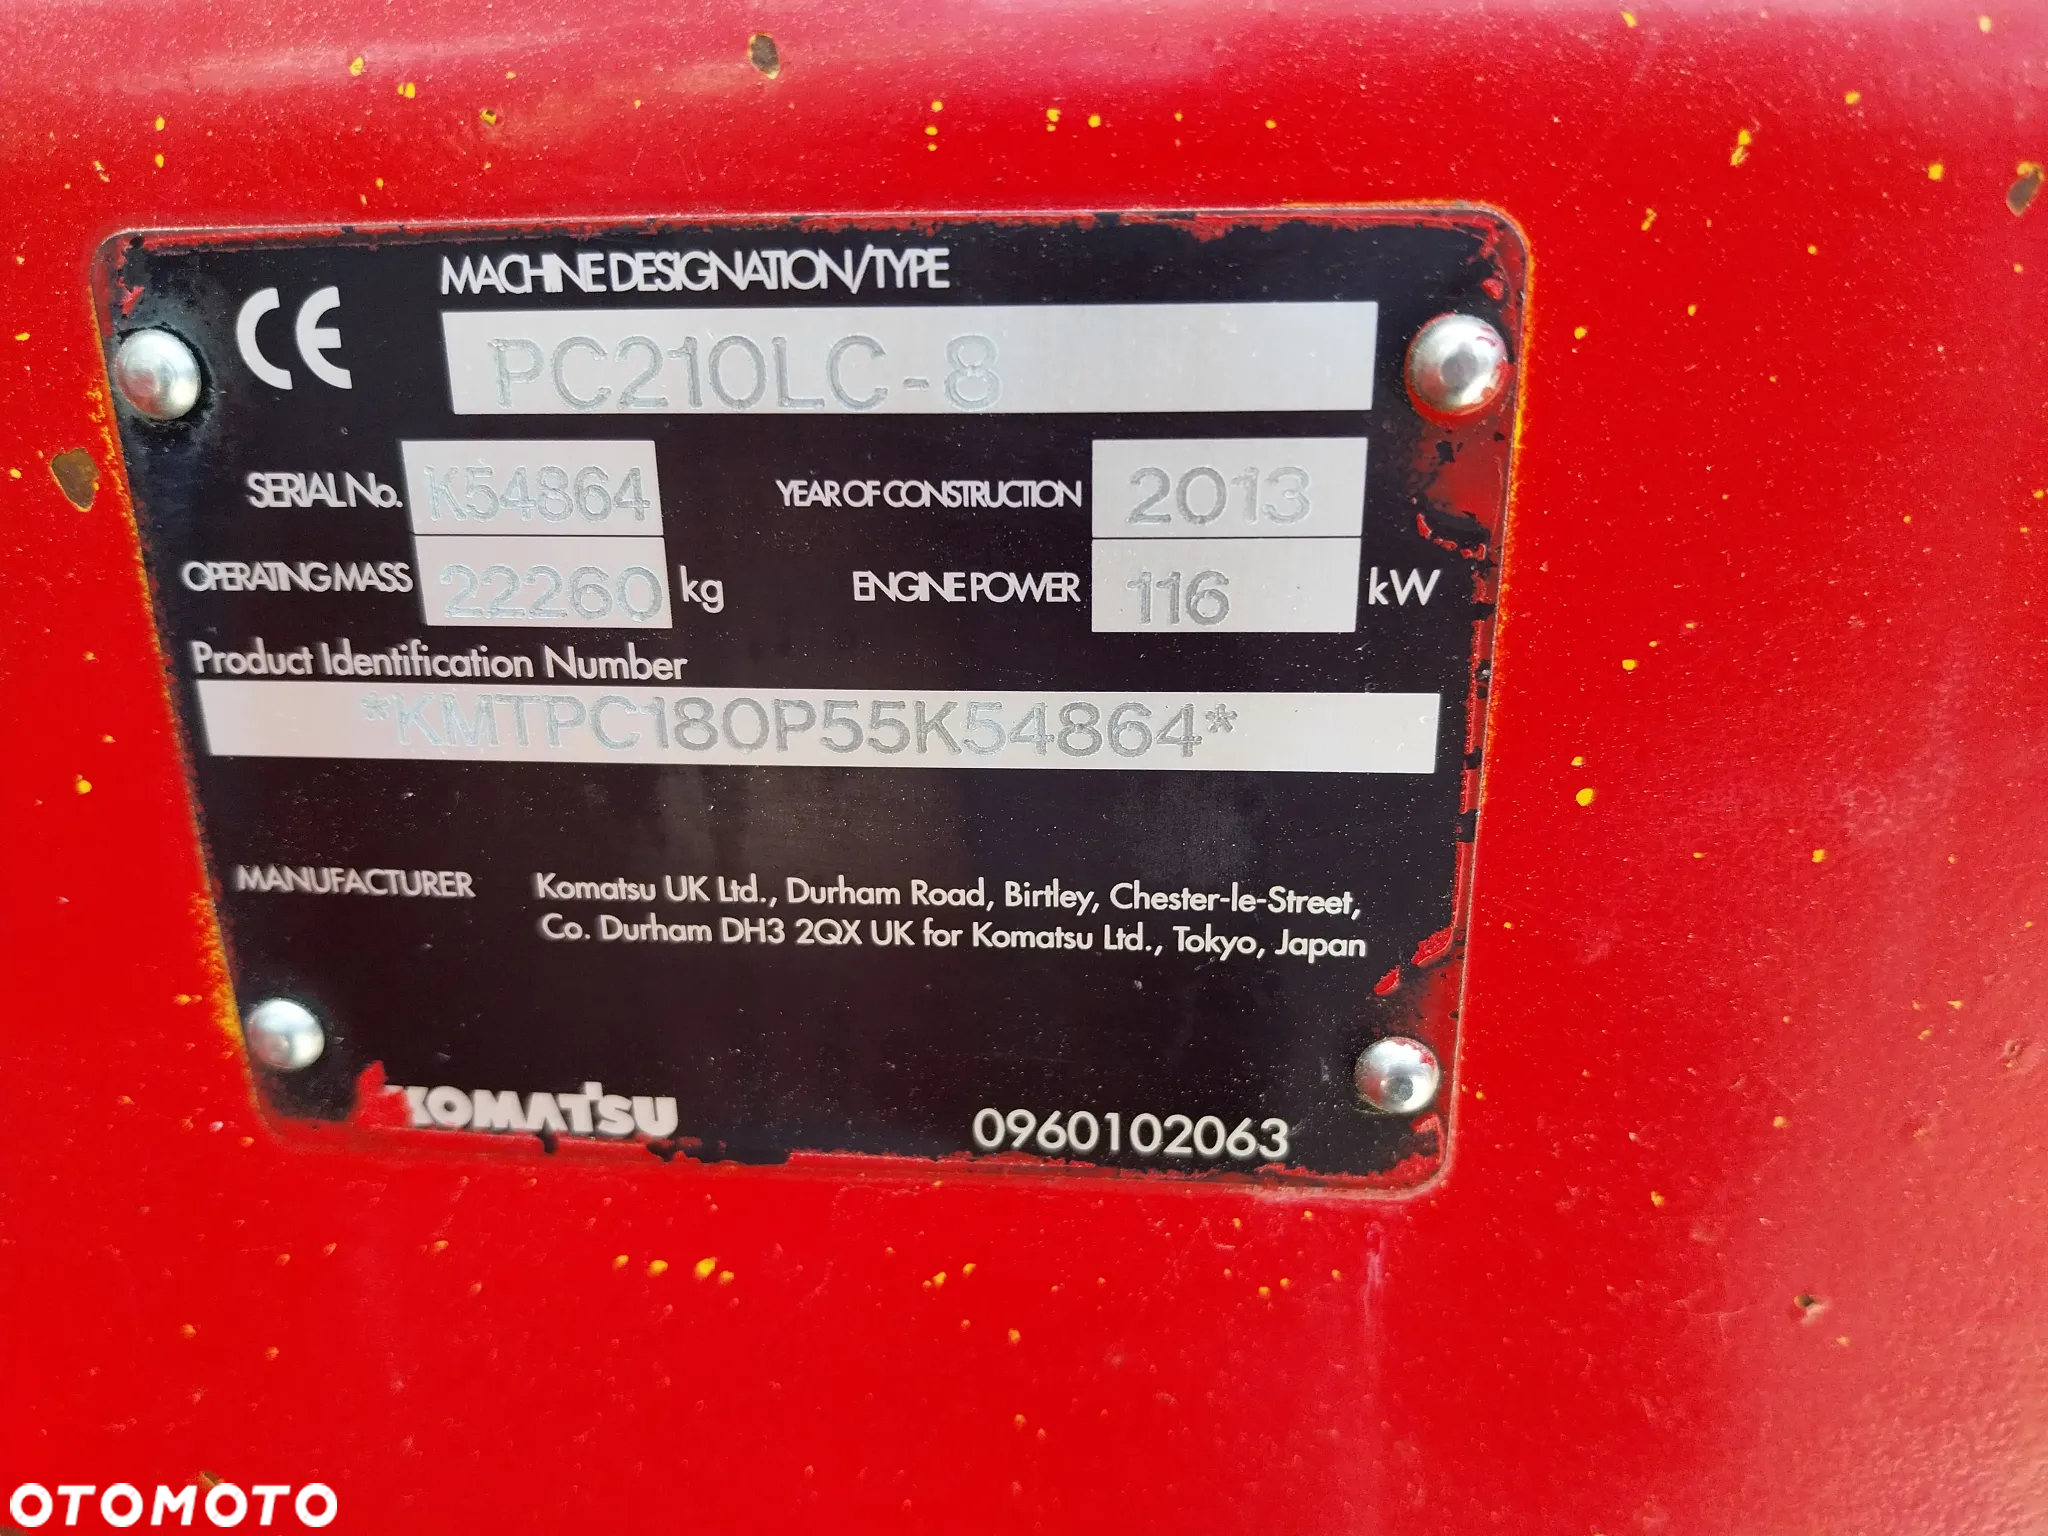 CE
MACHINE DESIGNATION/TYPE
PC210LC-8
SERIAL No. K54864 YEAR OF CONSTRUCTION 2013
OPERATING MASS 22260 kg ENGINE POWER 116 kW
Product Identification Number
*KMTPC180P55K54864*
MANUFACTURER Komatsu UK Ltd., Durham Road, Birtley, Chester-le-Street,
Co. Durham DH3 2QX UK for Komatsu Ltd., Tokyo, Japan
KOMATSU 0960102063
OTOMOTO